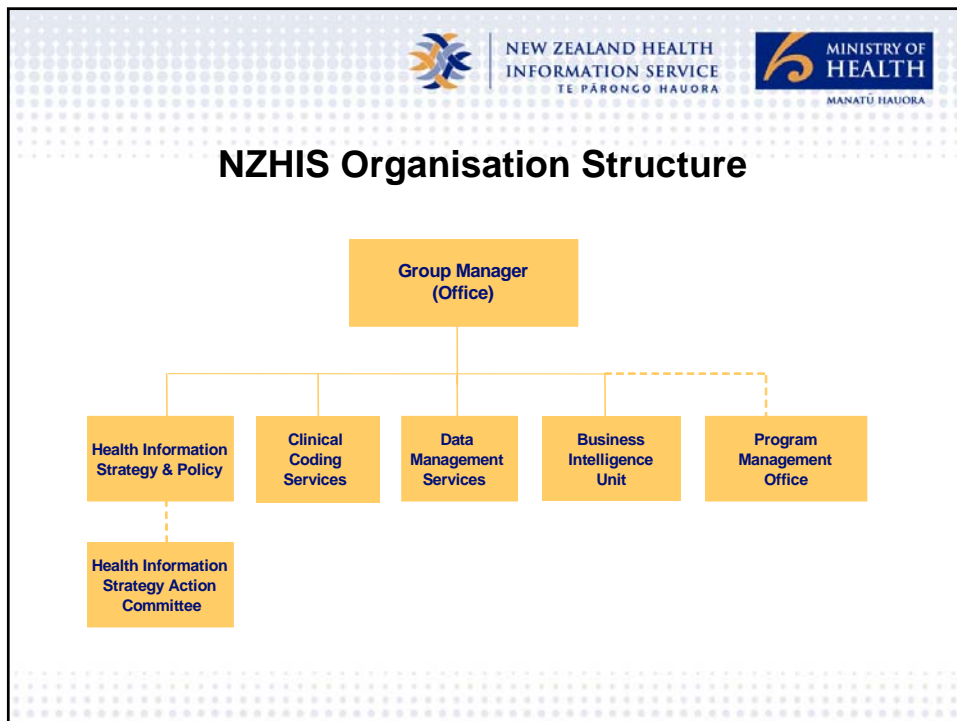 NEW ZEALAND HEALTH
INFORMATION SERVICE
TE PĀRONGO HAUORA
MINISTRY OF
HEALTH
MANATŪ HAUORA
NZHIS Organisation Structure
Group Manager
(Office)
Health Information
Strategy & Policy
Clinical
Coding
Services
Data
Management
Services
Business
Intelligence
Unit
Program
Management
Office
Health Information
Strategy Action
Committee